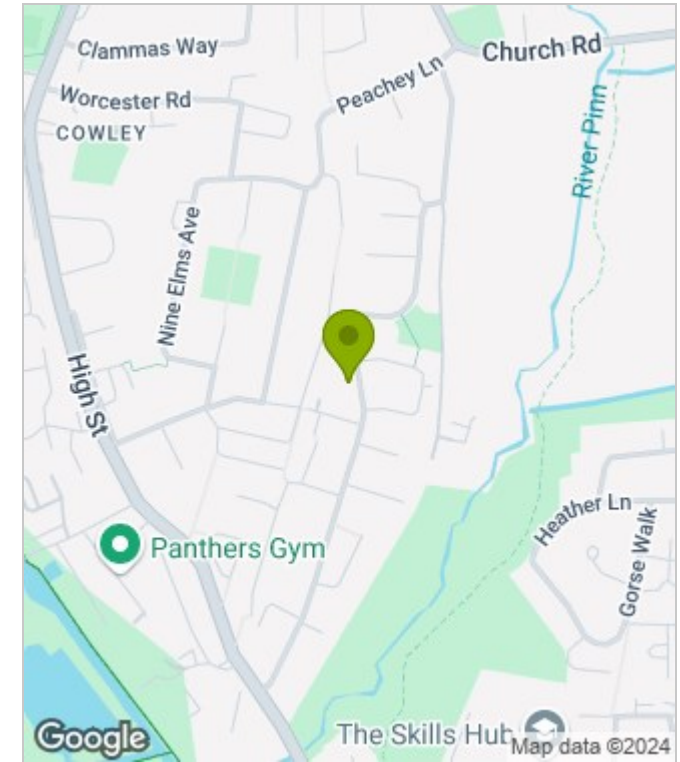 Clammas Way
Church Rd
Peachey Ln
Worcester Rd
COWLEY
River Pinn
Nine Elms Ave
High St
Heather Ln
Panthers Gym
Gorse Walk
The Skills Hub
Google
Map data ©2024